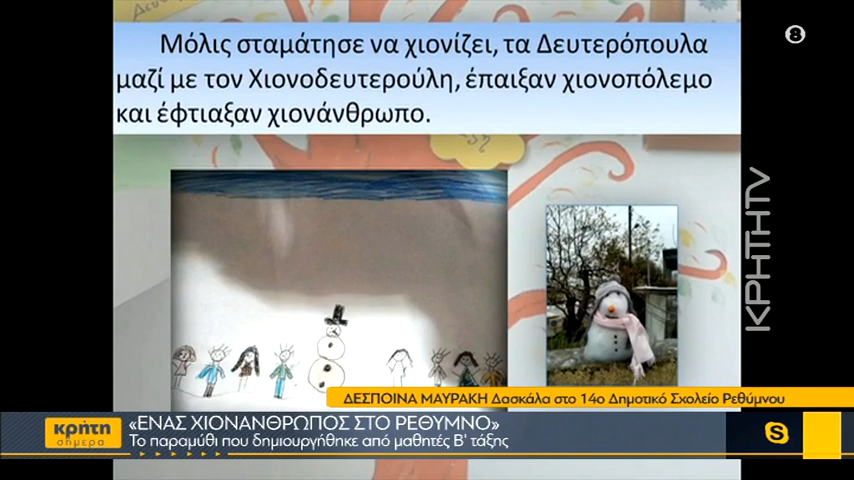 Μόλις σταμάτησε να χιονίζει, τα Δευτερόπουλα
μαζί με τον Χιονοδευτερούλη, έπαιξαν χιονοπόλεμο
και έφτιαξαν χιονάνθρωπο.
8
ΚΡΗΤΗTV
ΔΕΣΠΟΙΝΑ ΜΑΥΡΑΚΗ Δασκάλα στο 14ο Δημοτικό Σχολείο Ρεθύμνου
κρήτη
σήμερα
«ΕΝΑΣ ΧΙΟΝΑΝΘΡΩΠΟΣ ΣΤΟ ΡΕΘΥΜΝΟ»
Το παραμύθι που δημιουργήθηκε από μαθητές Β' τάξης